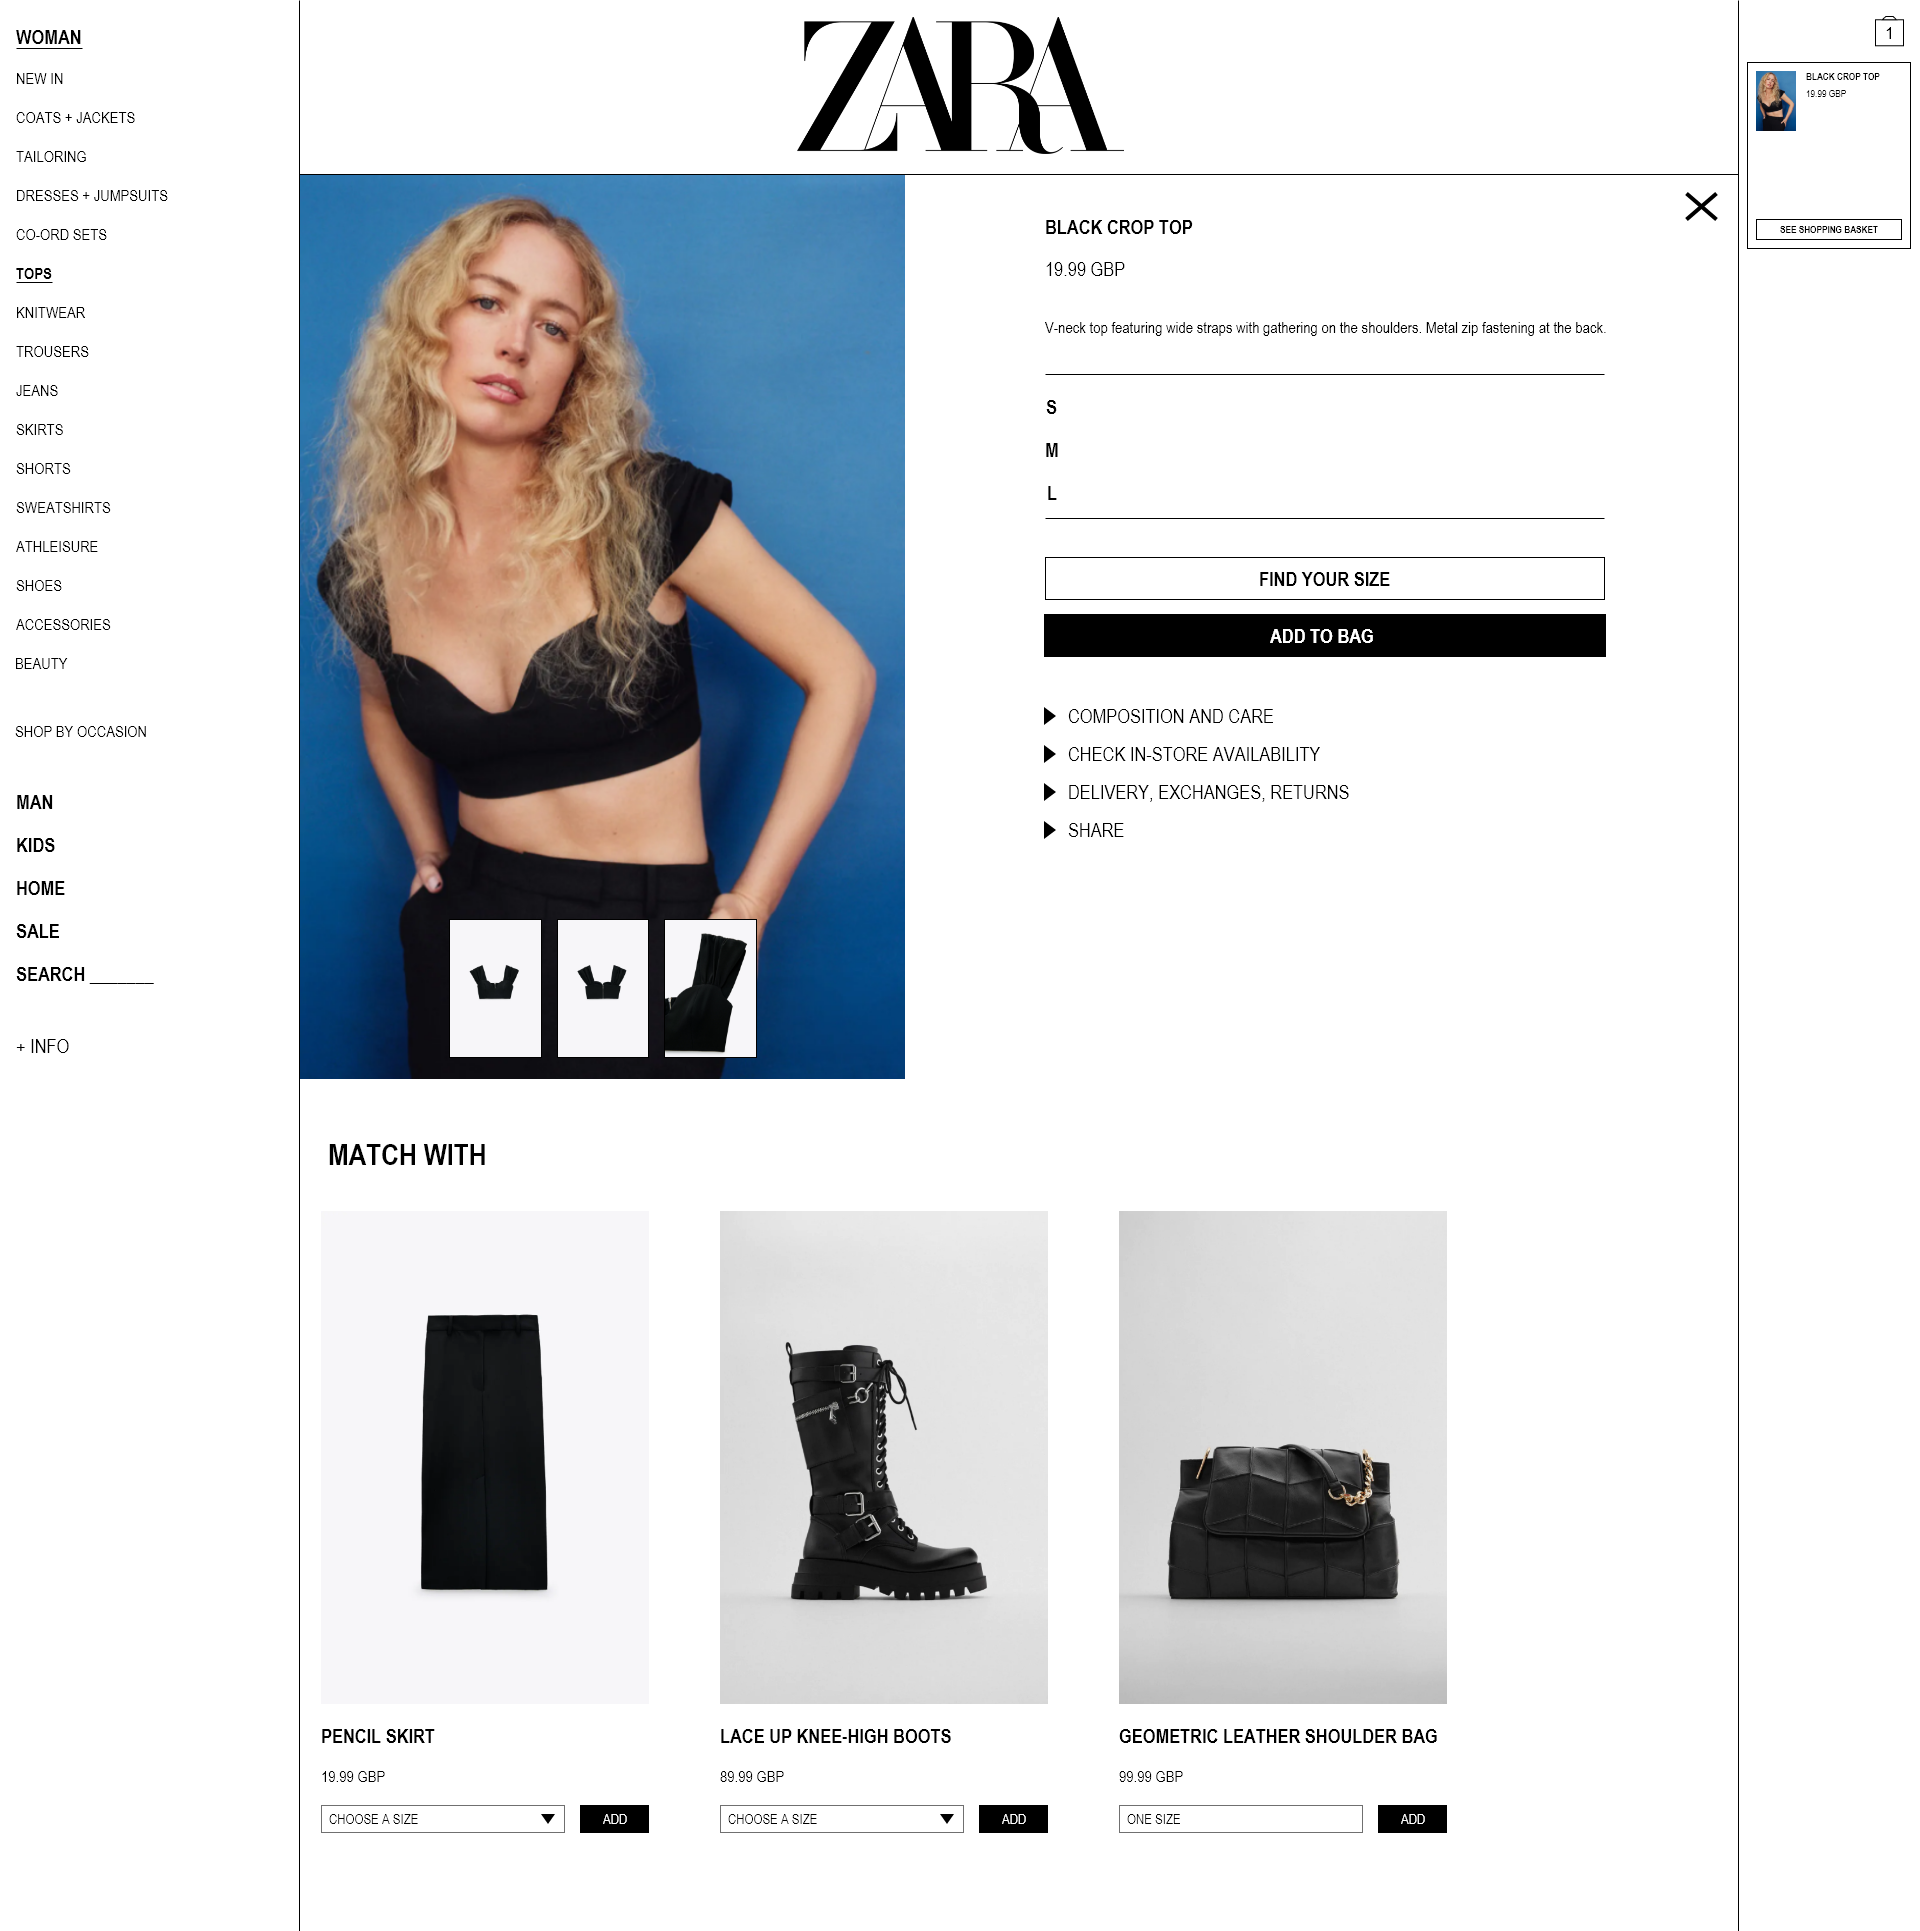 WOMAN
NEW IN
COATS + JACKETS
TAILORING
DRESSES + JUMPSUITS
CO-ORD SETS
TOPS
KNITWEAR
TROUSERS
JEANS
SKIRTS
SHORTS
SWEATSHIRTS
ATHLEISURE
SHOES
ACCESSORIES
BEAUTY
SHOP BY OCCASION
MAN
KIDS
HOME
SALE
SEARCH _______
+ INFO
ZARA
BLACK CROP TOP
19.99 GBP
V-neck top featuring wide straps with gathering on the shoulders. Metal zip fastening at the back.
S
M
L
FIND YOUR SIZE
ADD TO BAG
COMPOSITION AND CARE
CHECK IN-STORE AVAILABILITY
DELIVERY, EXCHANGES, RETURNS
SHARE
MATCH WITH
PENCIL SKIRT
19.99 GBP
CHOOSE A SIZE
ADD
LACE UP KNEE-HIGH BOOTS
89.99 GBP
CHOOSE A SIZE
ADD
GEOMETRIC LEATHER SHOULDER BAG
99.99 GBP
ONE SIZE
ADD
1
BLACK CROP TOP
19.99 GBP
SEE SHOPPING BASKET